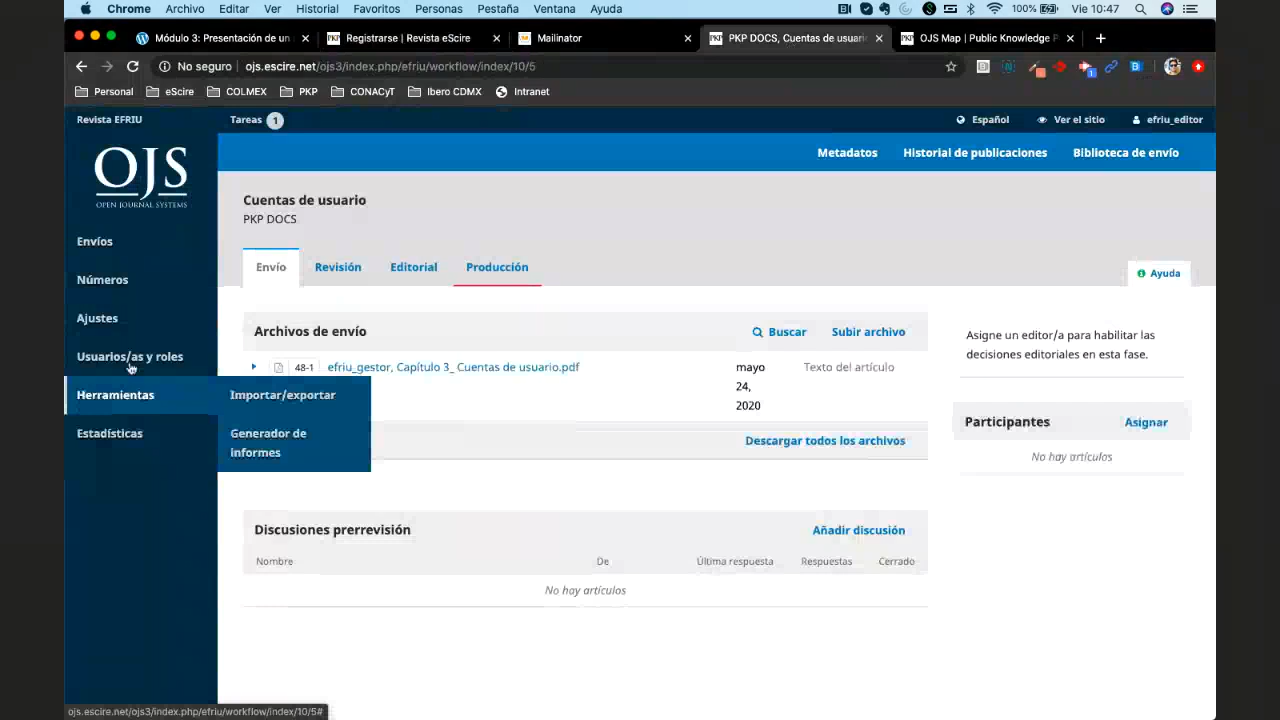 Chrome Archivo Editar Ver Historial Favoritos Personas Pestaña Ventana Ayuda 100% Vie 10:47
Módulo 3: Presentación de un
Registrarse | Revista eScire
Mailinator
PKP DOCS, Cuentas de usuari
OJS Map | Public Knowledge P
No seguro ojs.escire.net/ojs3/index.php/efriu/workflow/index/10/5
Personal eScire COLMEX PKP CONACyT Ibero CDMX Intranet
Revista EFRIU Tareas 1 Español Ver el sitio efriu_editor
OJS
OPEN JOURNAL SYSTEMS
Metadatos Historial de publicaciones Biblioteca de envío
Cuentas de usuario
PKP DOCS
Envíos
Números
Ajustes
Usuarios/as y roles
Herramientas
Estadísticas
Importar/exportar
Generador de
informes
Envío Revisión Editorial Producción
Ayuda
Archivos de envío Buscar Subir archivo
48-1 efriu_gestor, Capítulo 3_ Cuentas de usuario.pdf mayo
24,
2020
Texto del artículo
Descargar todos los archivos
Asigne un editor/a para habilitar las
decisiones editoriales en esta fase.
Participantes Asignar
No hay artículos
Discusiones prerrevisión Añadir discusión
Nombre De Última respuesta Respuestas Cerrado
No hay artículos
ojs.escire.net/ojs3/index.php/efriu/workflow/index/10/5#